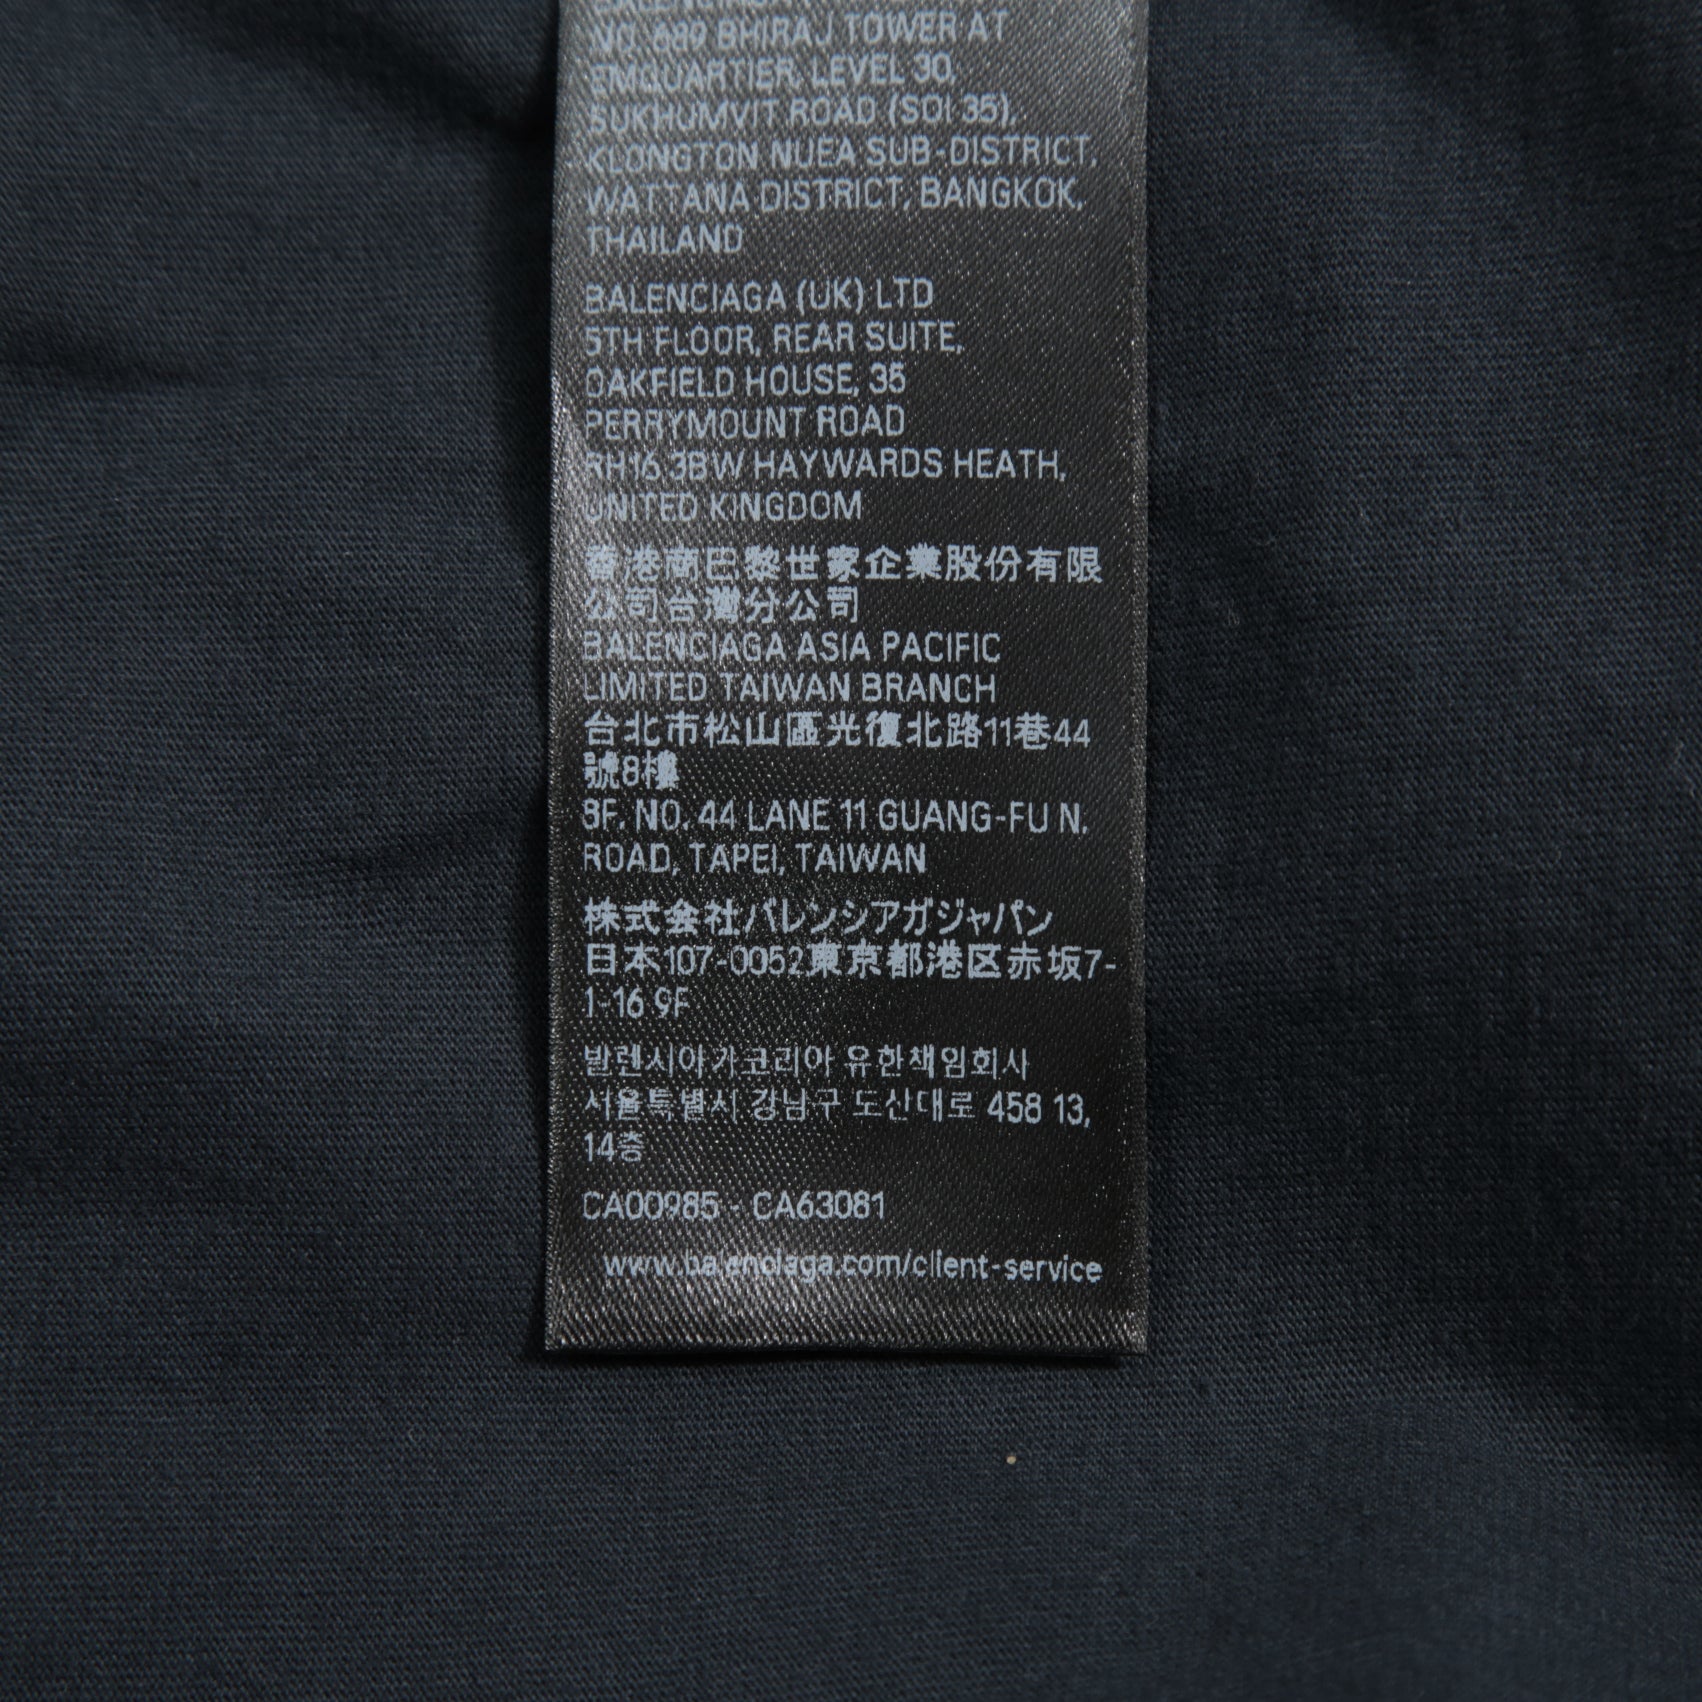 NO. 689 BHIRAJ TOWER AT
EMQUARTIER, LEVEL 30,
SUKHUMVIT ROAD (SOI 35),
KLONGTON NUEA SUB-DISTRICT,
WATTANA DISTRICT, BANGKOK,
THAILAND
BALENCIAGA (UK) LTD
5TH FLOOR, REAR SUITE,
OAKFIELD HOUSE, 35
PERRYMOUNT ROAD
RH16 3BW HAYWARDS HEATH,
UNITED KINGDOM
香港商巴黎世家企業股份有限
公司台灣分公司
BALENCIAGA ASIA PACIFIC
LIMITED TAIWAN BRANCH
台北市松山區光復北路11巷44
號8樓
8F. NO. 44 LANE 11 GUANG-FU N.
ROAD, TAPEI, TAIWAN
株式会社バレンシアガジャパン
日本107-0052東京都港区赤坂7-
1-16 9F
발렌시아가코리아 유한책임회사
서울특별시 강남구 도산대로 458 13,
14층
CA00985 - CA63081
www.balenciaga.com/client-service